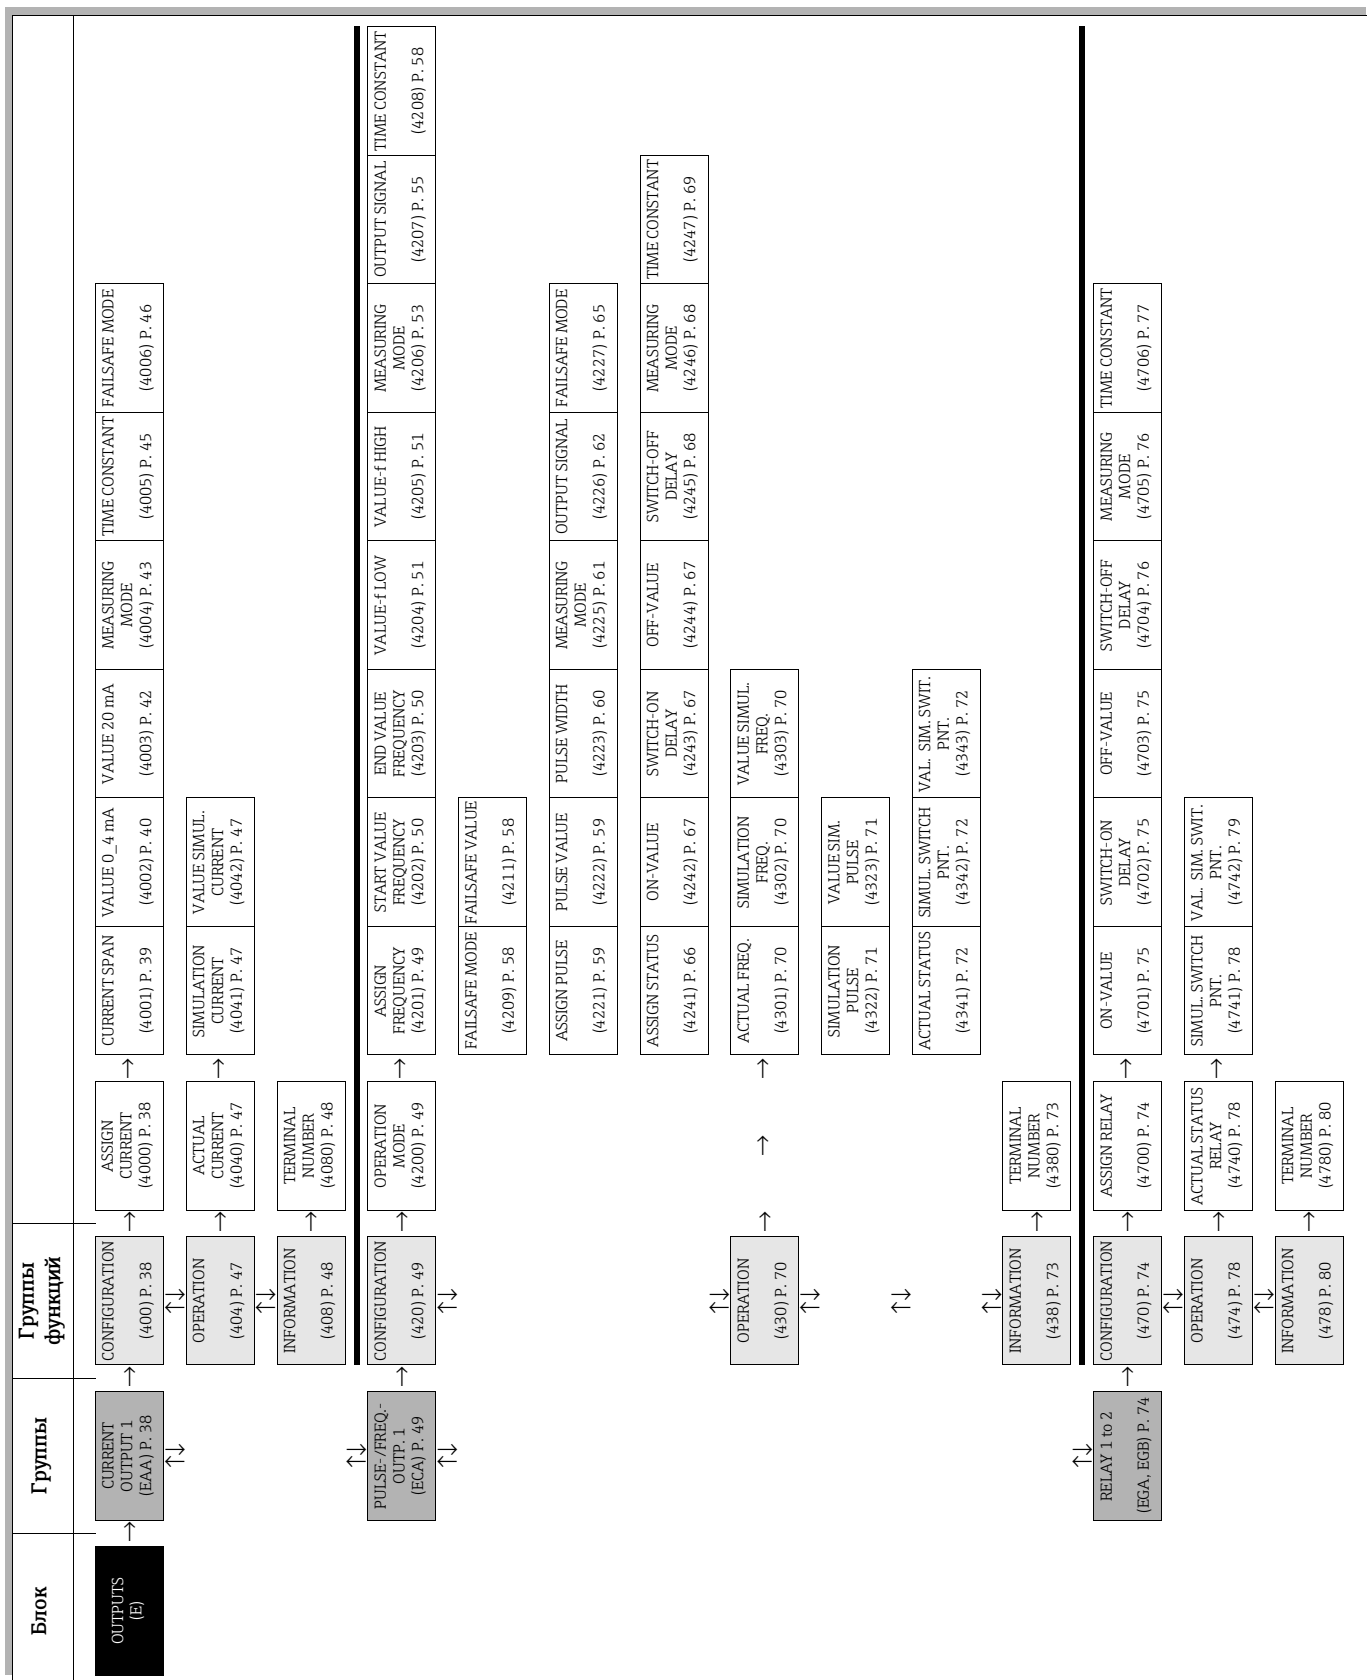 Блок
Группы
Группы
функций
OUTPUTS
(E)
CURRENT
OUTPUT 1
(EAA) P. 38
CONFIGURATION
(400) P. 38
ASSIGN
CURRENT
(4000) P. 38
CURRENT SPAN
(4001) P. 39
VALUE 0_4 mA
(4002) P. 40
VALUE 20 mA
(4003) P. 42
MEASURING
MODE
(4004) P. 43
TIME CONSTANT
(4005) P. 45
FAILSAFE MODE
(4006) P. 46
OPERATION
(404) P. 47
ACTUAL
CURRENT
(4040) P. 47
SIMULATION
CURRENT
(4041) P. 47
VALUE SIMUL.
CURRENT
(4042) P. 47
INFORMATION
(408) P. 48
TERMINAL
NUMBER
(4080) P. 48
PULSE-/FREQ.-
OUTP. 1
(ECA) P. 49
CONFIGURATION
(420) P. 49
OPERATION
MODE
(4200) P. 49
ASSIGN
FREQUENCY
(4201) P. 49
START VALUE
FREQUENCY
(4202) P. 50
END VALUE
FREQUENCY
(4203) P. 50
VALUE-f LOW
(4204) P. 51
VALUE-f HIGH
(4205) P. 51
MEASURING
MODE
(4206) P. 53
OUTPUT SIGNAL
(4207) P. 55
TIME CONSTANT
(4208) P. 58
FAILSAFE MODE
(4209) P. 58
FAILSAFE VALUE
(4211) P. 58
ASSIGN PULSE
(4221) P. 59
PULSE VALUE
(4222) P. 59
PULSE WIDTH
(4223) P. 60
MEASURING
MODE
(4225) P. 61
OUTPUT SIGNAL
(4226) P. 62
FAILSAFE MODE
(4227) P. 65
ASSIGN STATUS
(4241) P. 66
ON-VALUE
(4242) P. 67
SWITCH-ON
DELAY
(4243) P. 67
OFF-VALUE
(4244) P. 67
SWITCH-OFF
DELAY
(4245) P. 68
MEASURING
MODE
(4246) P. 68
TIME CONSTANT
(4247) P. 69
OPERATION
(430) P. 70
ACTUAL FREQ.
(4301) P. 70
SIMULATION
FREQ.
(4302) P. 70
VALUE SIMUL.
FREQ.
(4303) P. 70
SIMULATION
PULSE
(4322) P. 71
VALUE SIM.
PULSE
(4323) P. 71
ACTUAL STATUS
(4341) P. 72
SIMUL. SWITCH
PNT.
(4342) P. 72
VAL. SIM. SWIT.
PNT.
(4343) P. 72
INFORMATION
(438) P. 73
TERMINAL
NUMBER
(4380) P. 73
RELAY 1 to 2
(EGA, EGB) P. 74
CONFIGURATION
(470) P. 74
ASSIGN RELAY
(4700) P. 74
ON-VALUE
(4701) P. 75
SWITCH-ON
DELAY
(4702) P. 75
OFF-VALUE
(4703) P. 75
SWITCH-OFF
DELAY
(4704) P. 76
MEASURING
MODE
(4705) P. 76
TIME CONSTANT
(4706) P. 77
OPERATION
(474) P. 78
ACTUAL STATUS
RELAY
(4740) P. 78
SIMUL. SWITCH
PNT.
(4741) P. 78
VAL. SIM. SWIT.
PNT.
(4742) P. 79
INFORMATION
(478) P. 80
TERMINAL
NUMBER
(4780) P. 80